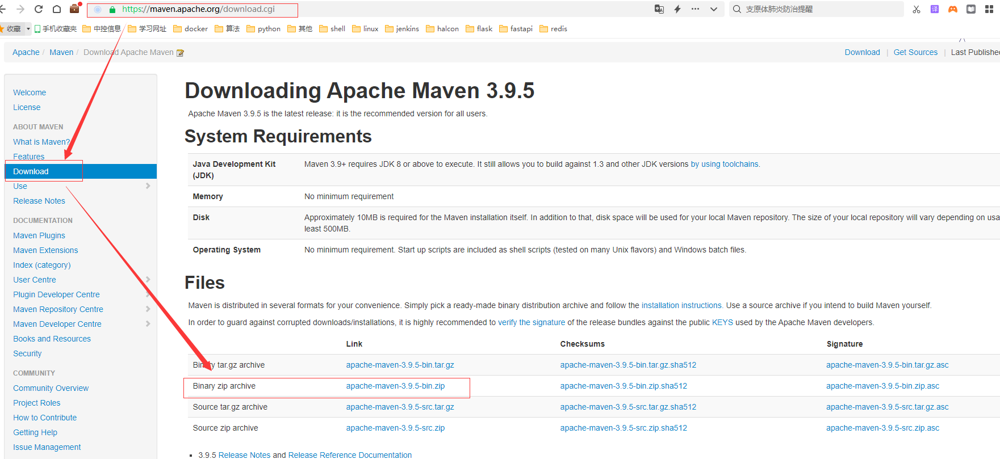 https://maven.apache.org/download.cgi
支原体肺炎防治提醒
译
收藏 手机收藏夹 中控信息 学习网址 docker 算法 python 其他 shell linux jenkins halcon flask fastapi redis
Apache / Maven / Download Apache Maven
Download | Get Sources | Last Published
Welcome
License
ABOUT MAVEN
What is Maven?
Features
Download
Use
Release Notes
DOCUMENTATION
Maven Plugins
Maven Extensions
Index (category)
User Centre
Plugin Developer Centre
Maven Repository Centre
Maven Developer Centre
Books and Resources
Security
COMMUNITY
Community Overview
Project Roles
How to Contribute
Getting Help
Issue Management
Downloading Apache Maven 3.9.5
Apache Maven 3.9.5 is the latest release: it is the recommended version for all users.
System Requirements
Java Development Kit (JDK) Maven 3.9+ requires JDK 8 or above to execute. It still allows you to build against 1.3 and other JDK versions by using toolchains.
Memory No minimum requirement
Disk Approximately 10MB is required for the Maven installation itself. In addition to that, disk space will be used for your local Maven repository. The size of your local repository will vary depending on usa
least 500MB.
Operating System No minimum requirement. Start up scripts are included as shell scripts (tested on many Unix flavors) and Windows batch files.
Files
Maven is distributed in several formats for your convenience. Simply pick a ready-made binary distribution archive and follow the installation instructions. Use a source archive if you intend to build Maven yourself.
In order to guard against corrupted downloads/installations, it is highly recommended to verify the signature of the release bundles against the public KEYS used by the Apache Maven developers.
Link Checksums Signature
Binary tar.gz archive apache-maven-3.9.5-bin.tar.gz apache-maven-3.9.5-bin.tar.gz.sha512 apache-maven-3.9.5-bin.tar.gz.asc
Binary zip archive apache-maven-3.9.5-bin.zip apache-maven-3.9.5-bin.zip.sha512 apache-maven-3.9.5-bin.zip.asc
Source tar.gz archive apache-maven-3.9.5-src.tar.gz apache-maven-3.9.5-src.tar.gz.sha512 apache-maven-3.9.5-src.tar.gz.asc
Source zip archive apache-maven-3.9.5-src.zip apache-maven-3.9.5-src.zip.sha512 apache-maven-3.9.5-src.zip.asc
3.9.5 Release Notes and Release Reference Documentation